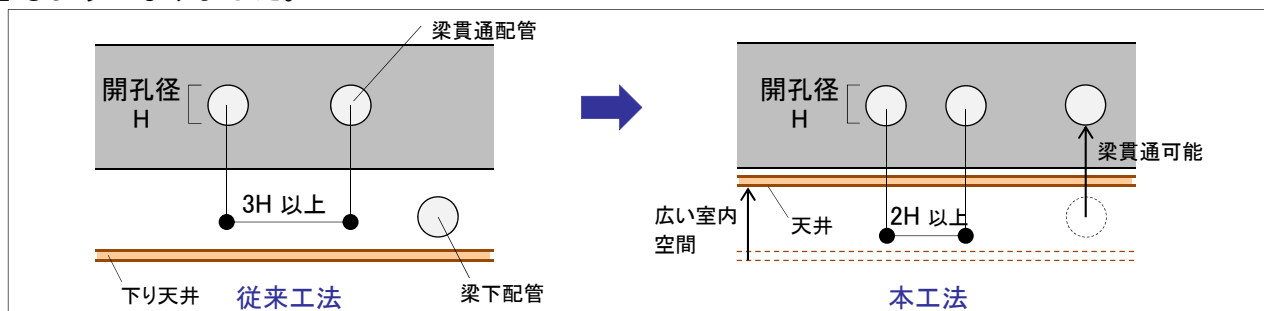 梁貫通配管
開孔径
H
3H 以上
下り天井
従来工法
梁下配管
開孔径
H
梁貫通可能
広い室内
空間
天井
2H 以上
本工法